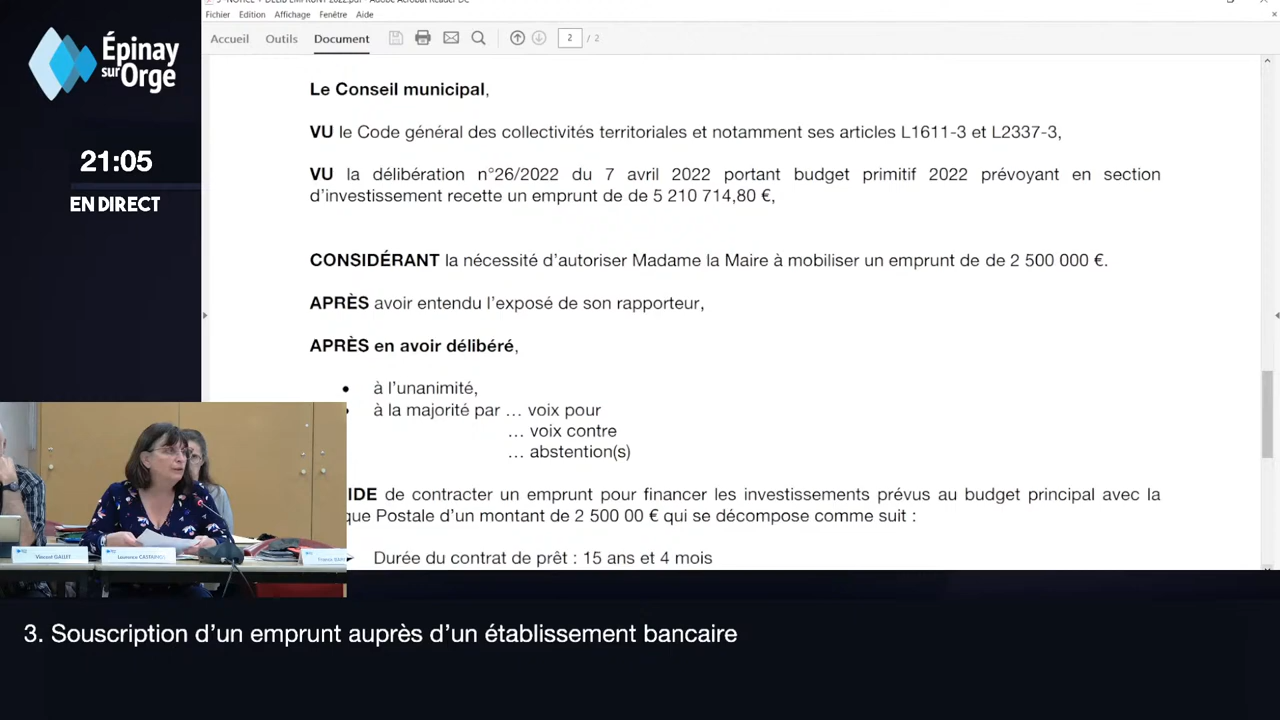 Épinay
sur Orge
21:05
EN DIRECT
Fichier Edition Affichage Fenêtre Aide
Accueil Outils Document 2 / 2
Le Conseil municipal,
VU le Code général des collectivités territoriales et notamment ses articles L1611-3 et L2337-3,
VU la délibération n°26/2022 du 7 avril 2022 portant budget primitif 2022 prévoyant en section
d'investissement recette un emprunt de de 5 210 714,80 €,
CONSIDÉRANT la nécessité d'autoriser Madame la Maire à mobiliser un emprunt de de 2 500 000 €.
APRÈS avoir entendu l'exposé de son rapporteur,
APRÈS en avoir délibéré,
• à l'unanimité,
• à la majorité par … voix pour
… voix contre
… abstention(s)
IDE de contracter un emprunt pour financer les investissements prévus au budget principal avec la
que Postale d'un montant de 2 500 00 € qui se décompose comme suit :
Durée du contrat de prêt : 15 ans et 4 mois
Vincent GALLET
Laurence
3. Souscription d'un emprunt auprès d'un établissement bancaire